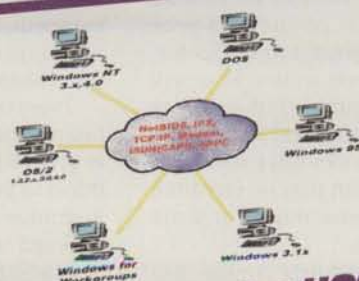 Windows NT
3.x,4.0
DOS
NetBIOS, IPX,
TCP/IP, Modem,
ISDN(CAPI), APPC
OS/2
Windows 95
Windows for
Workgroups
Windows 3.1x